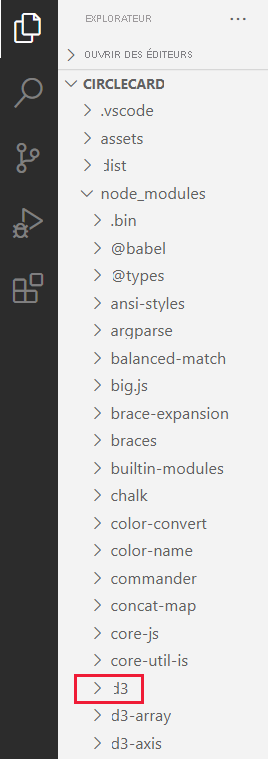 EXPLORATEUR ···
OUVRIR DES ÉDITEURS
CIRCLECARD
.vscode
assets
dist
node_modules
.bin
@babel
@types
ansi-styles
argparse
balanced-match
big.js
brace-expansion
braces
builtin-modules
chalk
color-convert
color-name
commander
concat-map
core-js
core-util-is
d3
d3-array
d3-axis